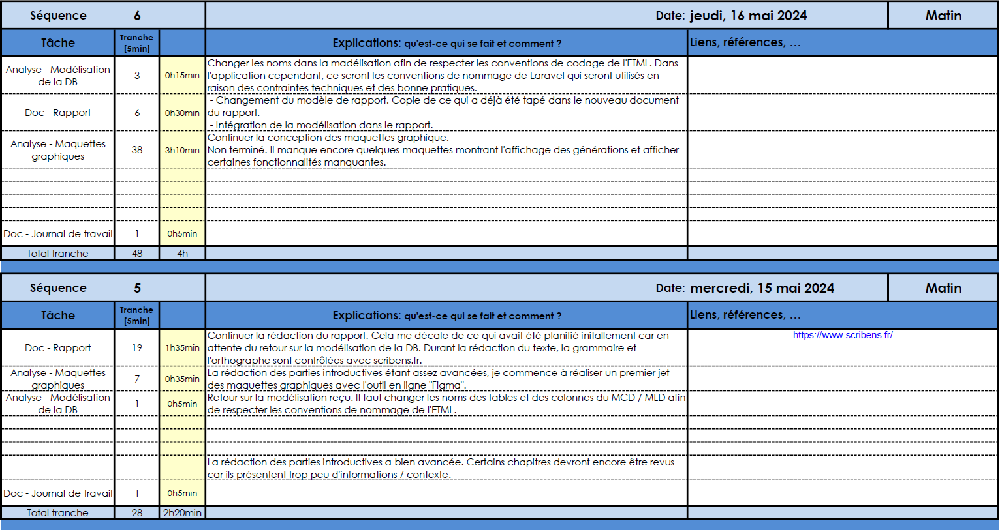 Séquence 6 Date: jeudi, 16 mai 2024 Matin
Tâche Tranche [5min] Explications: qu'est-ce qui se fait et comment ? Liens, références, …
Analyse - Modélisation de la DB 3 0h15min
Changer les noms dans la madélisation afin de respecter les conventions de codage de l'ETML. Dans
l'application cependant, ce seront les conventions de nommage de Laravel qui seront utilisés en
raison des contraintes techniques et des bonne pratiques.
Doc - Rapport 6 0h30min
- Changement du modèle de rapport. Copie de ce qui a déjà été tapé dans le nouveau document
du rapport.
- Intégration de la modélisation dans le rapport.
Analyse - Maquettes graphiques 38 3h10min
Continuer la conception des maquettes graphique.
Non terminé. Il manque encore quelques maquettes montrant l'affichage des générations et afficher
certaines fonctionnalités manquantes.
Doc - Journal de travail 1 0h5min
Total tranche 48 4h
Séquence 5 Date: mercredi, 15 mai 2024 Matin
Tâche Tranche [5min] Explications: qu'est-ce qui se fait et comment ? Liens, références, …
Doc - Rapport 19 1h35min
Continuer la rédaction du rapport. Cela me décale de ce qui avait été planifié initallement car en
attente du retour sur la modélisation de la DB. Durant la rédaction du texte, la grammaire et
l'orthographe sont contrôlées avec scribens.fr.
https://www.scribens.fr/
Analyse - Maquettes graphiques 7 0h35min
La rédaction des parties introductives étant assez avancées, je commence à réaliser un premier jet
des maquettes graphiques avec l'outil en ligne "Figma".
Analyse - Modélisation de la DB 1 0h5min
Retour sur la modélisation reçu. Il faut changer les noms des tables et des colonnes du MCD / MLD afin
de respecter les conventions de nommage de l'ETML.
La rédaction des parties introductives a bien avancée. Certains chapitres devront encore être revus
car ils présentent trop peu d'informations / contexte.
Doc - Journal de travail 1 0h5min
Total tranche 28 2h20min